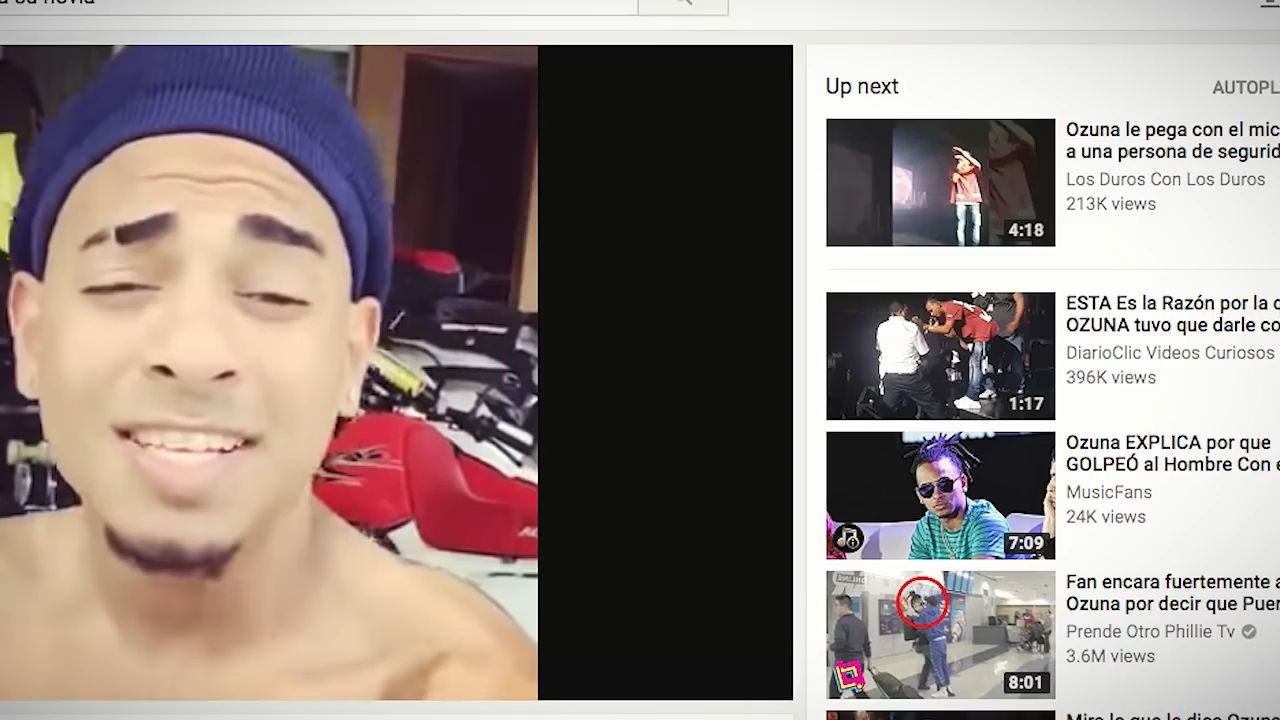 Up next
AUTOPL
Ozuna le pega con el mic
a una persona de segurid
Los Duros Con Los Duros
213K views
4:18
ESTA Es la Razón por la
OZUNA tuvo que darle co
DiarioClic Videos Curiosos
396K views
1:17
Ozuna EXPLICA por que
GOLPEÓ al Hombre Con
MusicFans
24K views
7:09
Fan encara fuertemente
Ozuna por decir que Puer
Prende Otro Phillie Tv
3.6M views
8:01